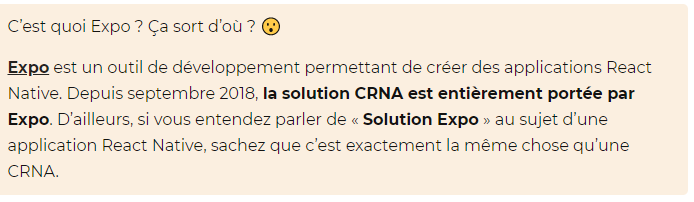 C’est quoi Expo ? Ça sort d’où ? 😮
Expo est un outil de développement permettant de créer des applications React
Native. Depuis septembre 2018, la solution CRNA est entièrement portée par
Expo. D’ailleurs, si vous entendez parler de « Solution Expo » au sujet d’une
application React Native, sachez que c’est exactement la même chose qu’une
CRNA.